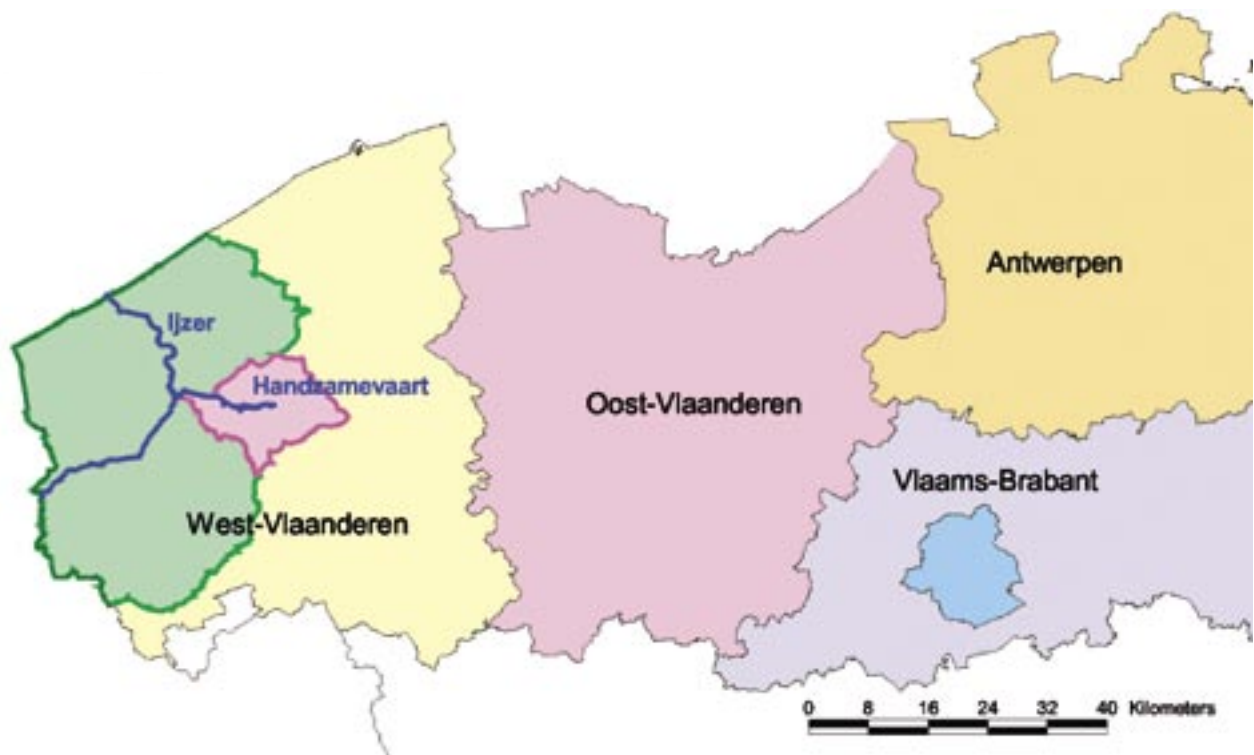 Antwerpen
Ijzer
Handzamevaart
Oost-Vlaanderen
Vlaams-Brabant
West-Vlaanderen
0 8 16 24 32 40 Kilometers